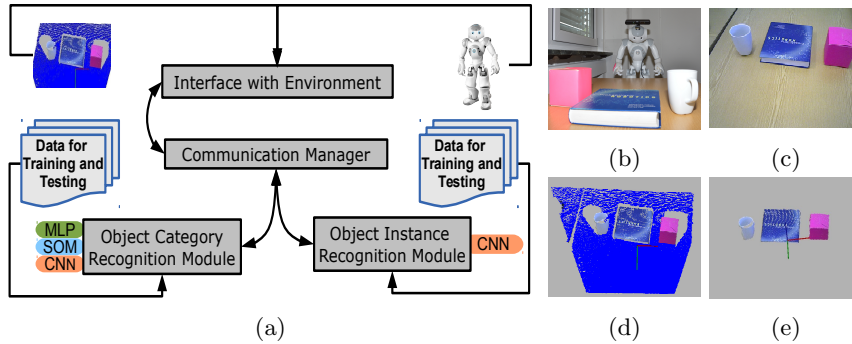 Interface with Environment
Data for
Training and
Testing
Communication Manager
Data for
Training and
Testing
MLP
SOM
CNN
Object Category
Recognition Module
Object Instance
Recognition Module
CNN
(a)
(b)
(c)
(d)
(e)